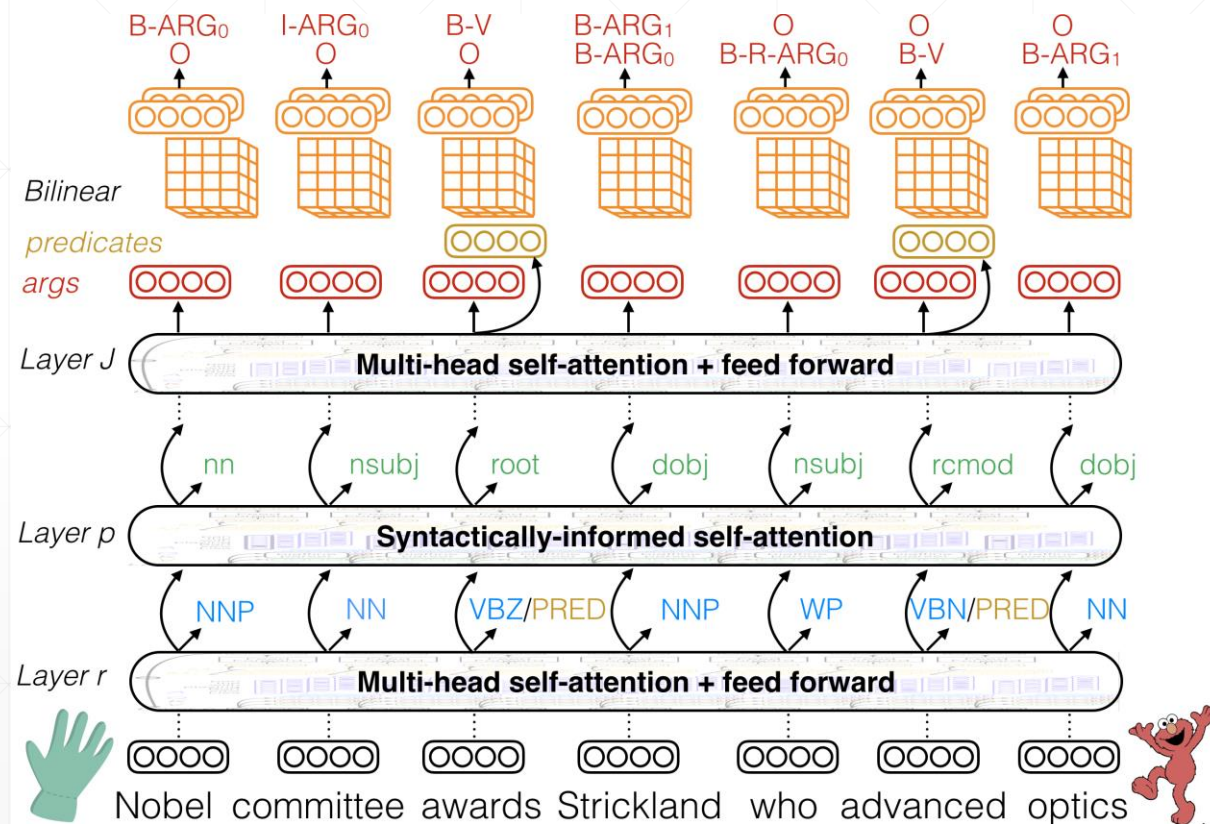 B-ARG₀ I-ARG₀ B-V B-ARG₁ O O O
O O O B-ARG₀ B-R-ARG₀ B-V B-ARG₁
Bilinear
predicates
args
Layer J Multi-head self-attention + feed forward
nn nsubj root dobj nsubj rcmod dobj
Layer p Syntactically-informed self-attention
NNP NN VBZ/PRED NNP WP VBN/PRED NN
Layer r Multi-head self-attention + feed forward
Nobel committee awards Strickland who advanced optics